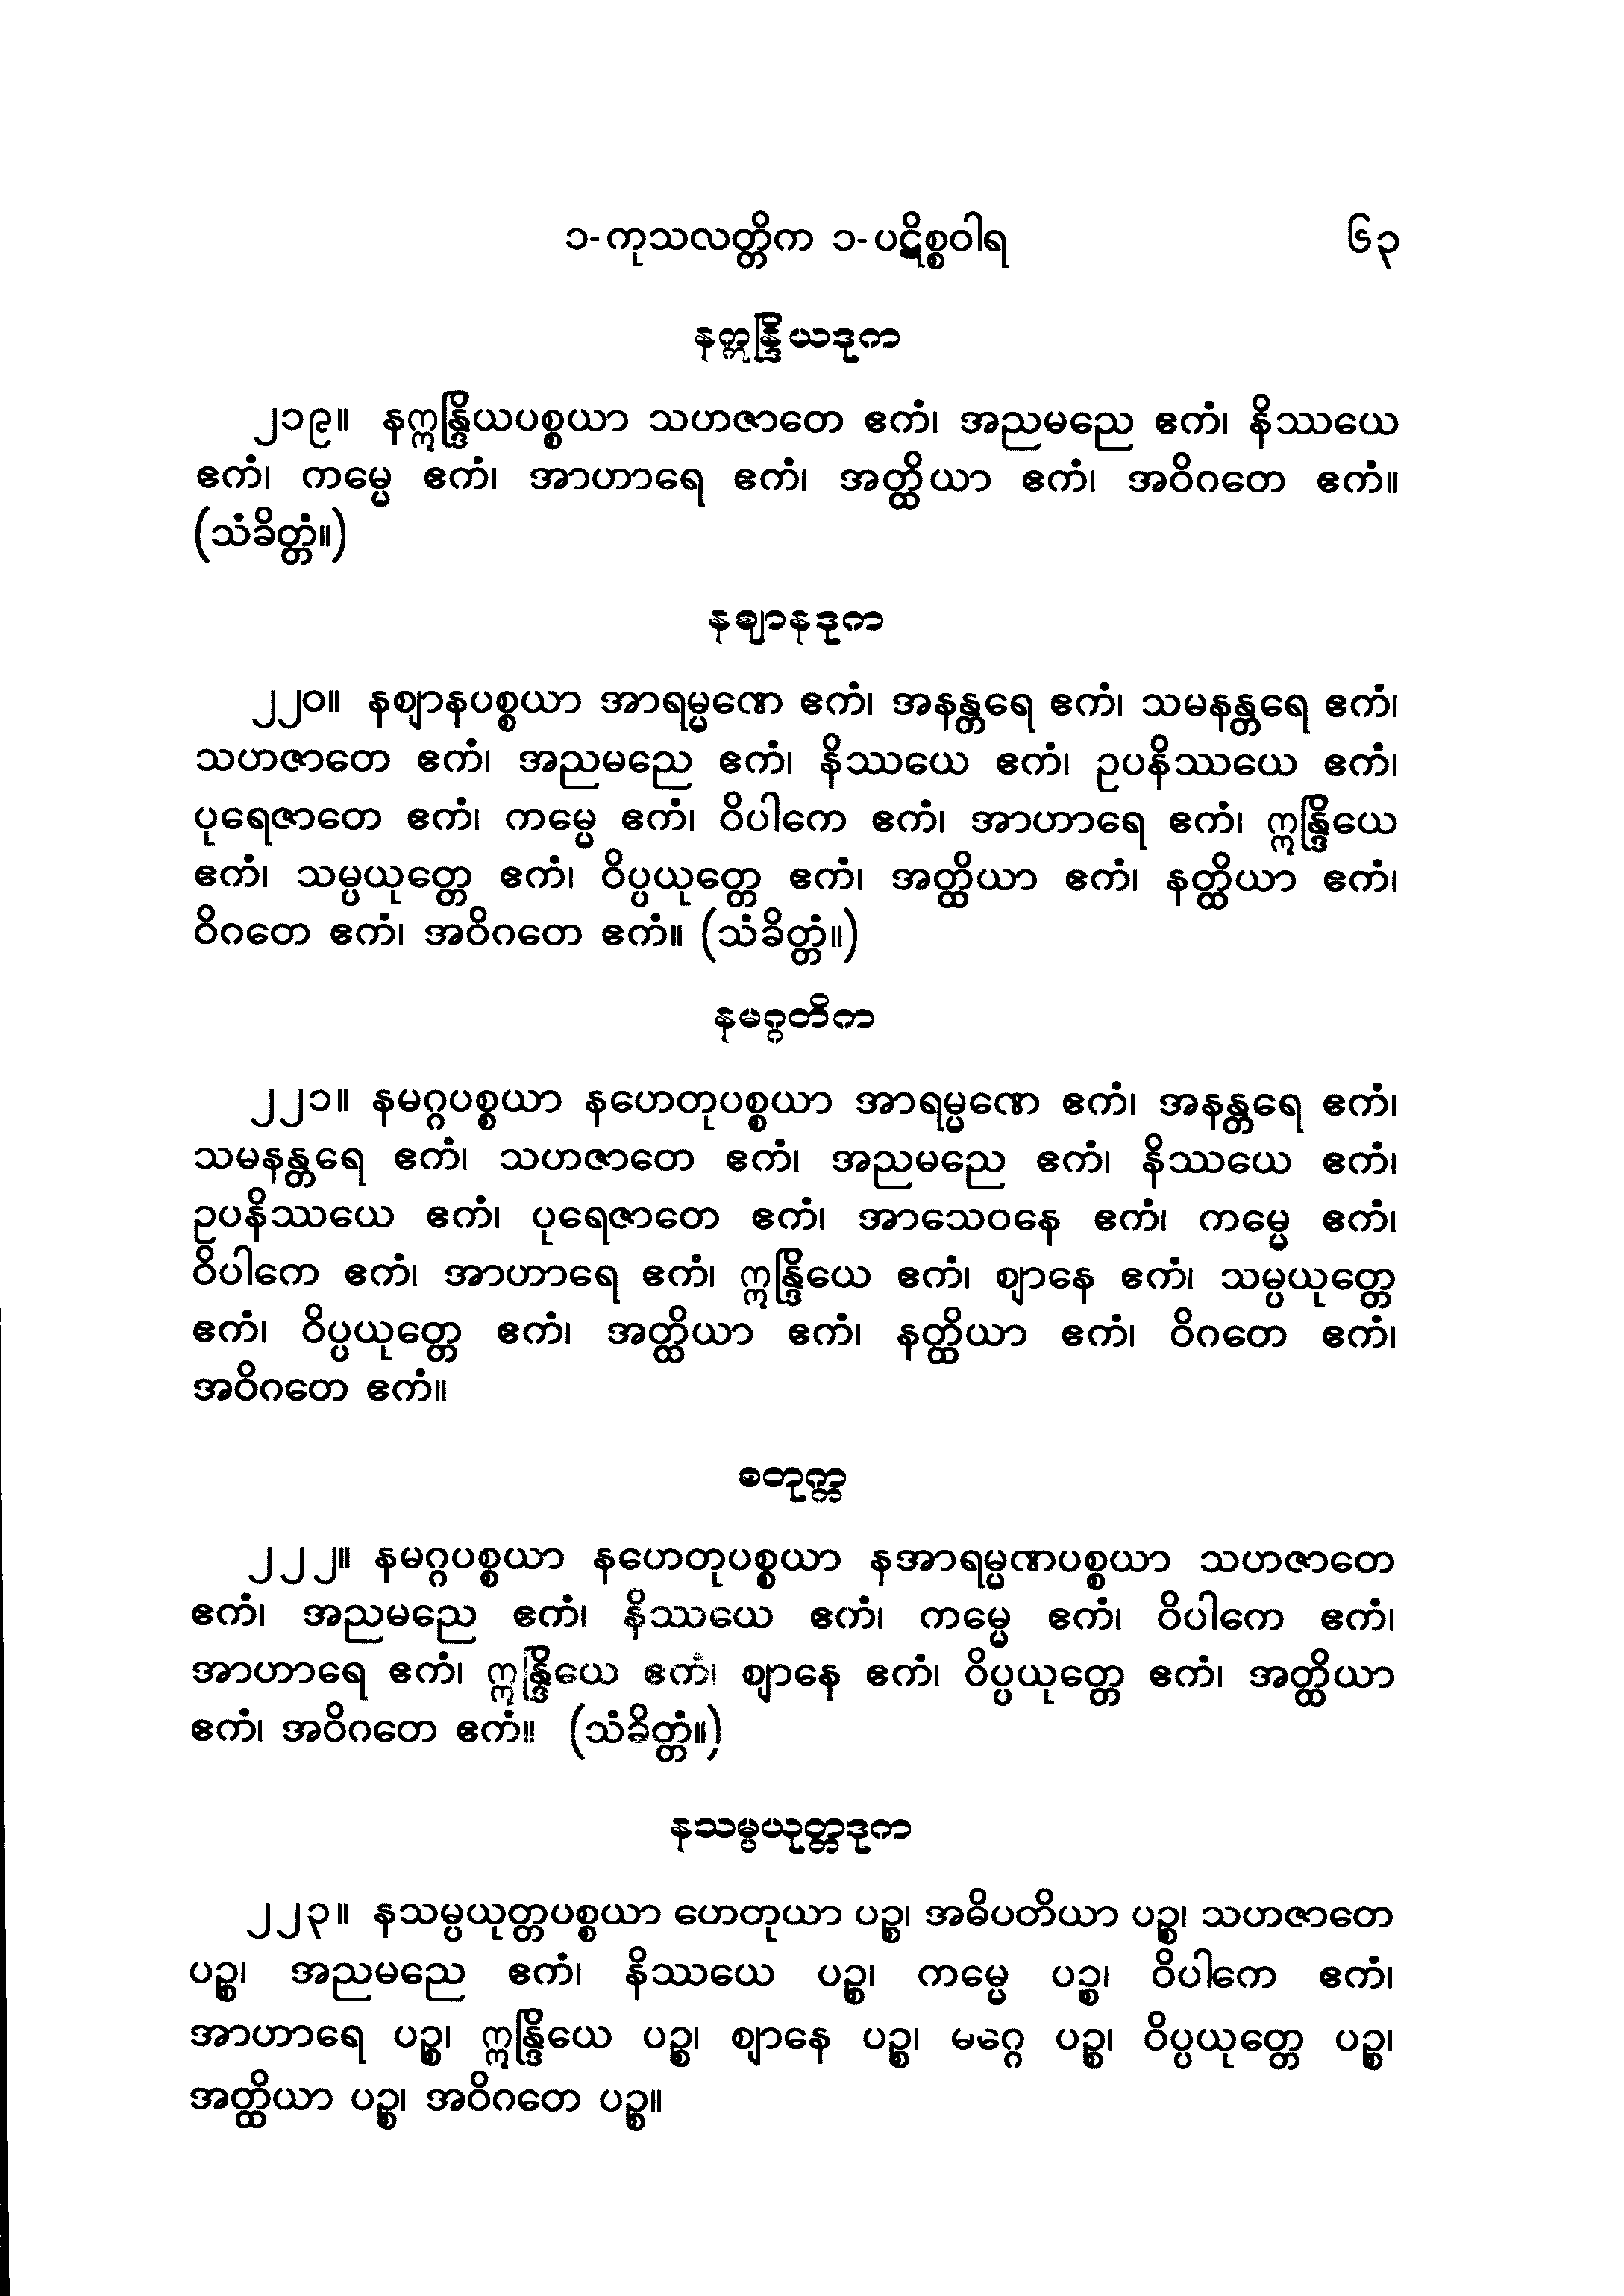 ၁-ကုသလတ္တိက ၁-ပဋိစ္စဝါရ ၆၃
နဣန္ဒြိယဒုက
၂၁၉။ နဣန္ဒြိယပစ္စယာ သဟဇာတေ ဧကံ၊ အညမညေ ဧကံ၊ နိဿယေ
ဧကံ၊ ကမ္မေ ဧကံ၊ အာဟာရေ ဧကံ၊ အတ္ထိယာ ဧကံ၊ အဝိဂတေ ဧကံ။
(သံခိတ္တံ။)
နဈာနဒုက
၂၂၀။ နဈာနပစ္စယာ အာရမ္မဏေ ဧကံ၊ အနန္တရေ ဧကံ၊ သမနန္တရေ ဧကံ၊
သဟဇာတေ ဧကံ၊ အညမညေ ဧကံ၊ နိဿယေ ဧကံ၊ ဥပနိဿယေ ဧကံ၊
ပုရေဇာတေ ဧကံ၊ ကမ္မေ ဧကံ၊ ဝိပါကေ ဧကံ၊ အာဟာရေ ဧကံ၊ ဣန္ဒြိယေ
ဧကံ၊ သမ္ပယုတ္တေ ဧကံ၊ ဝိပ္ပယုတ္တေ ဧကံ၊ အတ္ထိယာ ဧကံ၊ နတ္ထိယာ ဧကံ၊
ဝိဂတေ ဧကံ၊ အဝိဂတေ ဧကံ။ (သံခိတ္တံ။)
နမဂ္ဂတိက
၂၂၁။ နမဂ္ဂပစ္စယာ နဟေတုပစ္စယာ အာရမ္မဏေ ဧကံ၊ အနန္တရေ ဧကံ၊
သမနန္တရေ ဧကံ၊ သဟဇာတေ ဧကံ၊ အညမညေ ဧကံ၊ နိဿယေ ဧကံ၊
ဥပနိဿယေ ဧကံ၊ ပုရေဇာတေ ဧကံ၊ အာသေဝနေ ဧကံ၊ ကမ္မေ ဧကံ၊
ဝိပါကေ ဧကံ၊ အာဟာရေ ဧကံ၊ ဣန္ဒြိယေ ဧကံ၊ ဈာနေ ဧကံ၊ သမ္ပယုတ္တေ
ဧကံ၊ ဝိပ္ပယုတ္တေ ဧကံ၊ အတ္ထိယာ ဧကံ၊ နတ္ထိယာ ဧကံ၊ ဝိဂတေ ဧကံ၊
အဝိဂတေ ဧကံ။
စတုက္က
၂၂၂။ နမဂ္ဂပစ္စယာ နဟေတုပစ္စယာ နအာရမ္မဏပစ္စယာ သဟဇာတေ
ဧကံ၊ အညမညေ ဧကံ၊ နိဿယေ ဧကံ၊ ကမ္မေ ဧကံ၊ ဝိပါကေ ဧကံ၊
အာဟာရေ ဧကံ၊ ဣန္ဒြိယေ ဧကံ၊ ဈာနေ ဧကံ၊ ဝိပ္ပယုတ္တေ ဧကံ၊ အတ္ထိယာ
ဧကံ၊ အဝိဂတေ ဧကံ။ (သံခိတ္တံ။)
နသမ္ပယုတ္တဒုက
၂၂၃။ နသမ္ပယုတ္တပစ္စယာ ဟေတုယာ ပဉ္စ၊ အဓိပတိယာ ပဉ္စ၊ သဟဇာတေ
ပဉ္စ၊ အညမညေ ဧကံ၊ နိဿယေ ပဉ္စ၊ ကမ္မေ ပဉ္စ၊ ဝိပါကေ ဧကံ၊
အာဟာရေ ပဉ္စ၊ ဣန္ဒြိယေ ပဉ္စ၊ ဈာနေ ပဉ္စ၊ မဂ္ဂေ ပဉ္စ၊ ဝိပ္ပယုတ္တေ ပဉ္စ၊
အတ္ထိယာ ပဉ္စ၊ အဝိဂတေ ပဉ္စ။